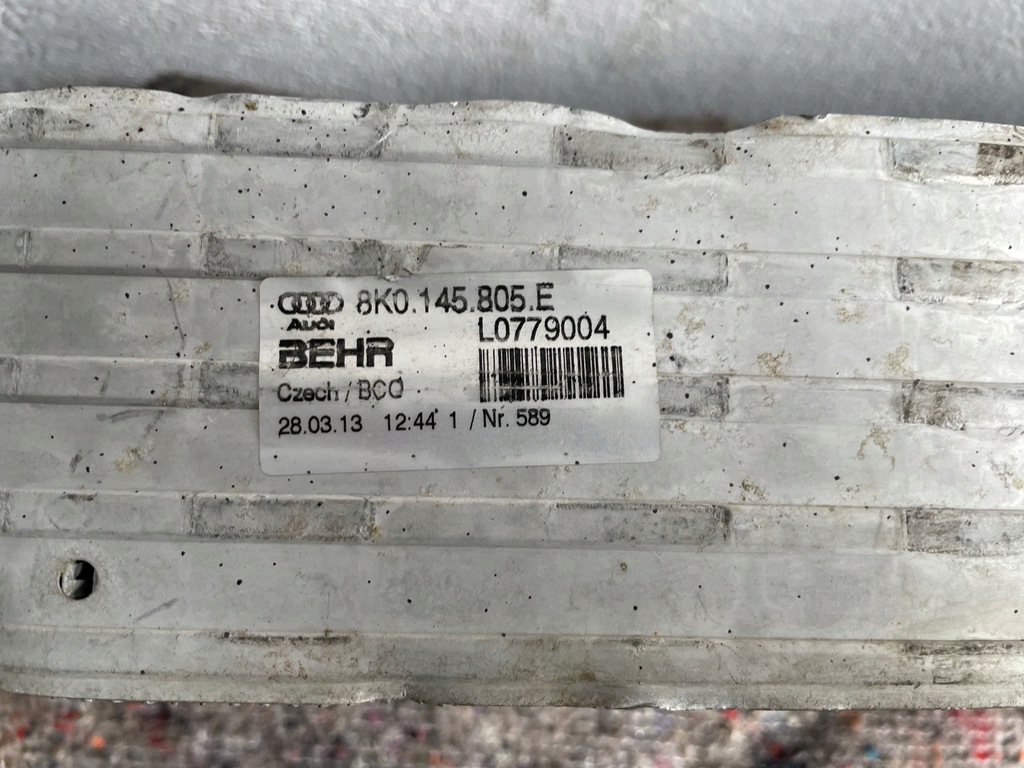 8K0.145.805.E
AUDI
L0779004
BEHR
Czech / BCO
28.03.13 12:44 1 / Nr. 589